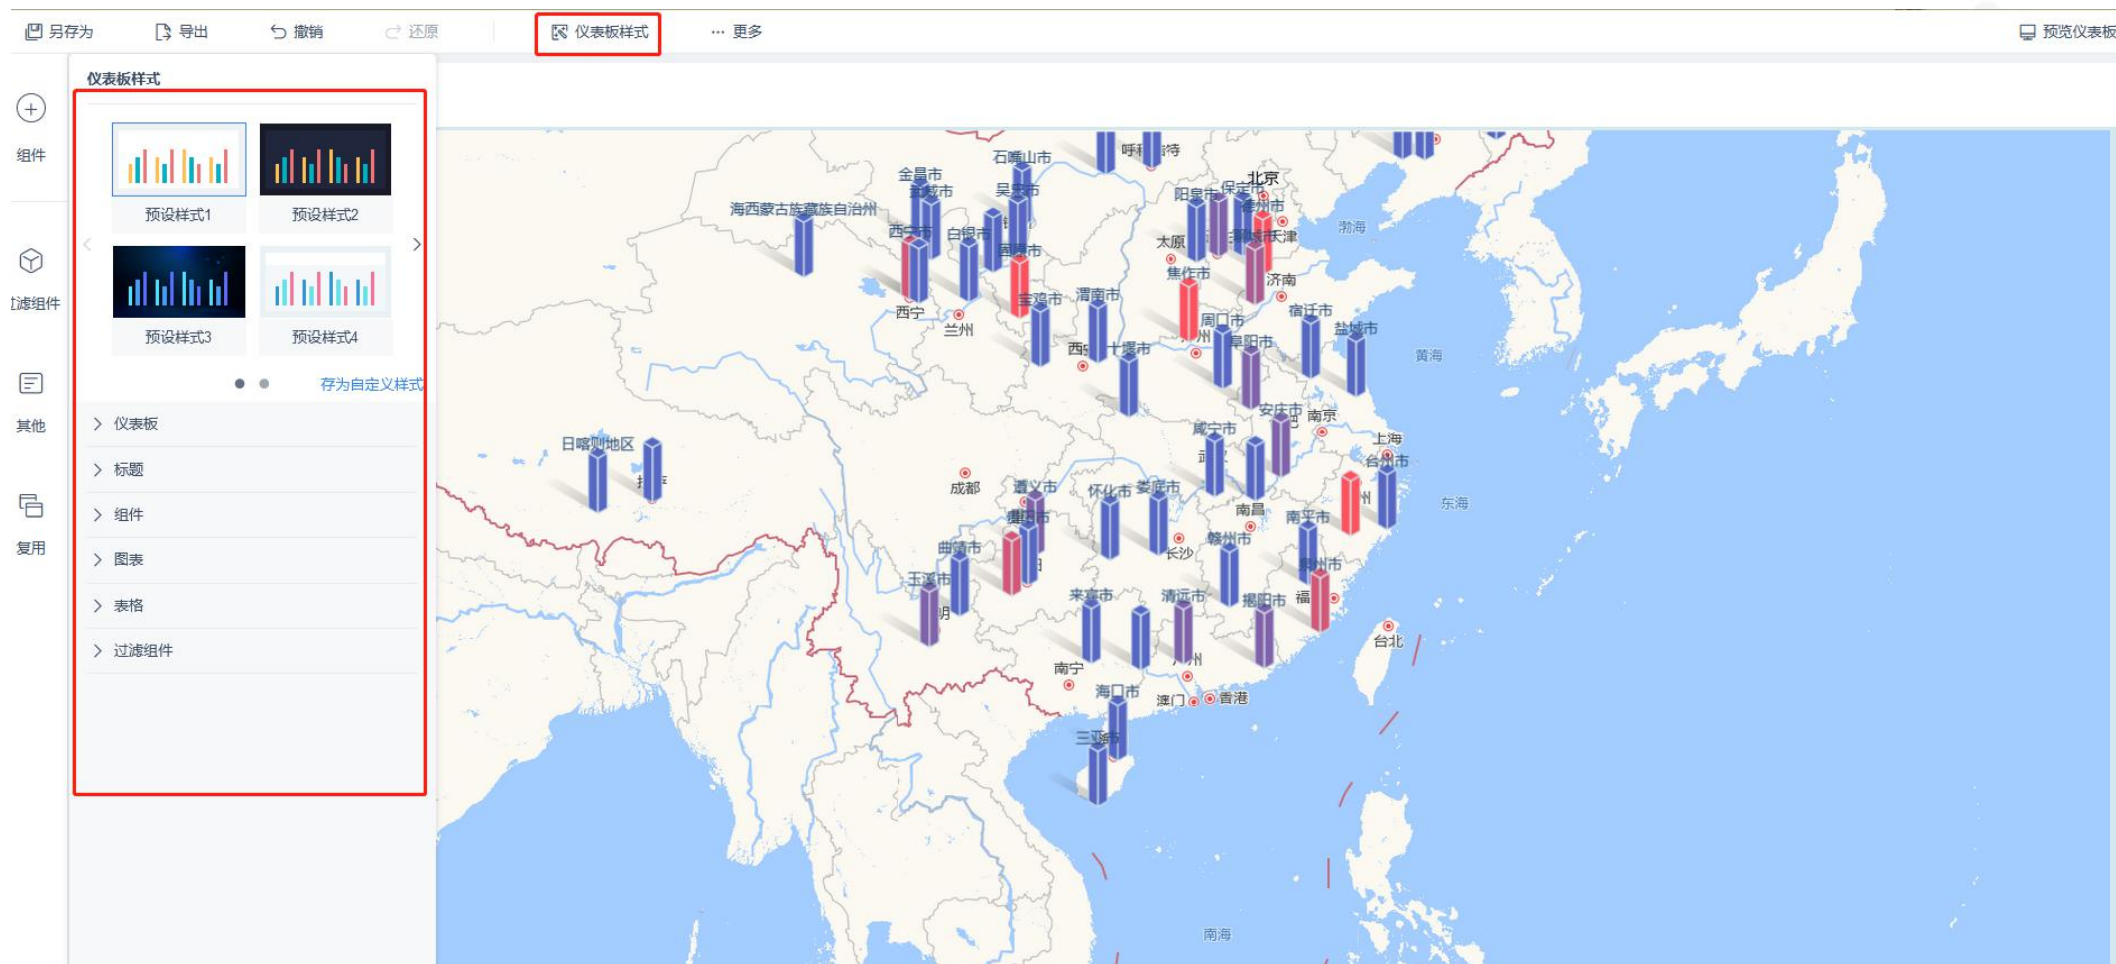 另存为
导出
撤销
还原
仪表板样式
··· 更多
预览仪表板
组件
过滤组件
其他
复用
仪表板样式
预设样式1
预设样式2
预设样式3
预设样式4
存为自定义样式
仪表板
标题
组件
图表
表格
过滤组件
石嘴山市
金昌市
武威市
吴忠市
海西蒙古族藏族自治州
西宁市
白银市
固原市
西宁
兰州
宝鸡市
渭南市
十堰市
阳泉市
保定市
北京
德州市
聊城市
天津
太原
焦作市
济南
渤海
周口市
宿迁市
盐城市
阜阳市
黄海
安庆市
南京
咸宁市
上海
台州市
日喀则地区
成都
遵义市
怀化市
娄底市
南昌
南平市
东海
贵阳市
长沙
赣州市
曲靖市
泉州市
玉溪市
来宾市
清远市
揭阳市
福
台北
南宁
海口市
澳门
香港
三亚市
南海